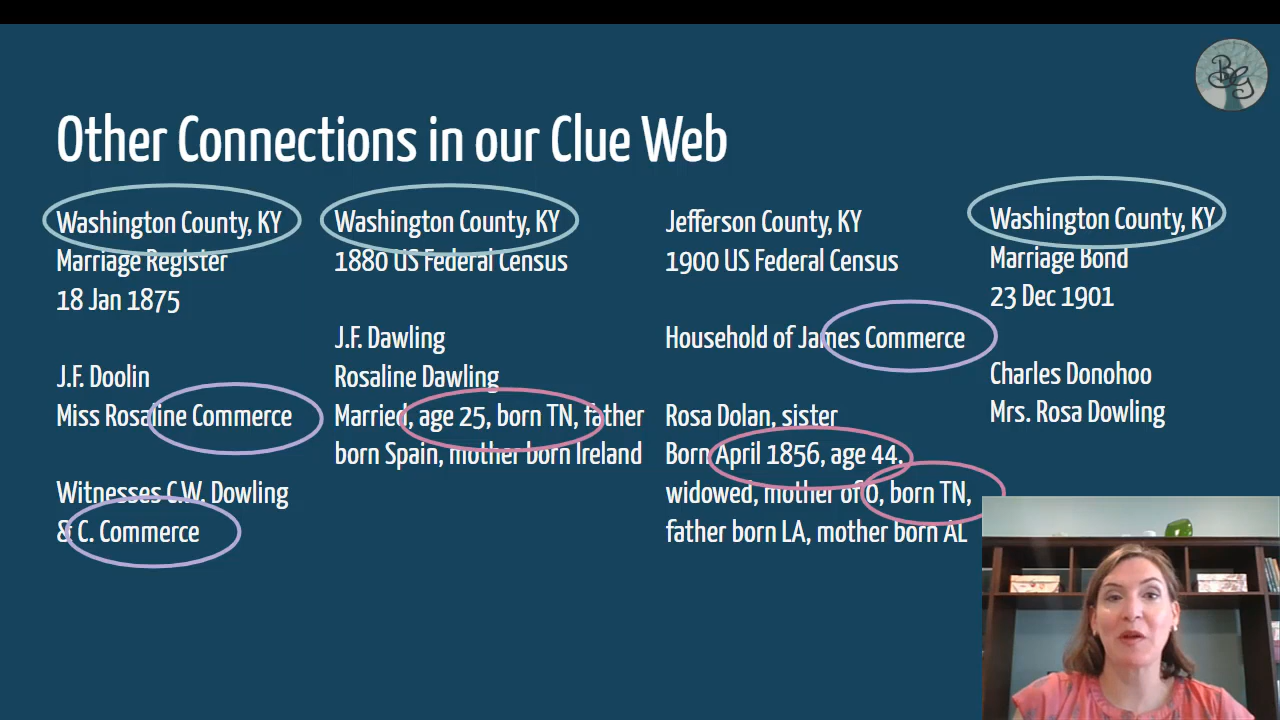 BG
Other Connections in our Clue Web
Washington County, KY
Marriage Register
18 Jan 1875
J.F. Doolin
Miss Rosaline Commerce
Witnesses C.W. Dowling
& C. Commerce
Washington County, KY
1880 US Federal Census
J.F. Dawling
Rosaline Dawling
Married, age 25, born TN, father
born Spain, mother born Ireland
Jefferson County, KY
1900 US Federal Census
Household of James Commerce
Rosa Dolan, sister
Born April 1856, age 44,
widowed, mother of 0, born TN,
father born LA, mother born AL
Washington County, KY
Marriage Bond
23 Dec 1901
Charles Donohoo
Mrs. Rosa Dowling